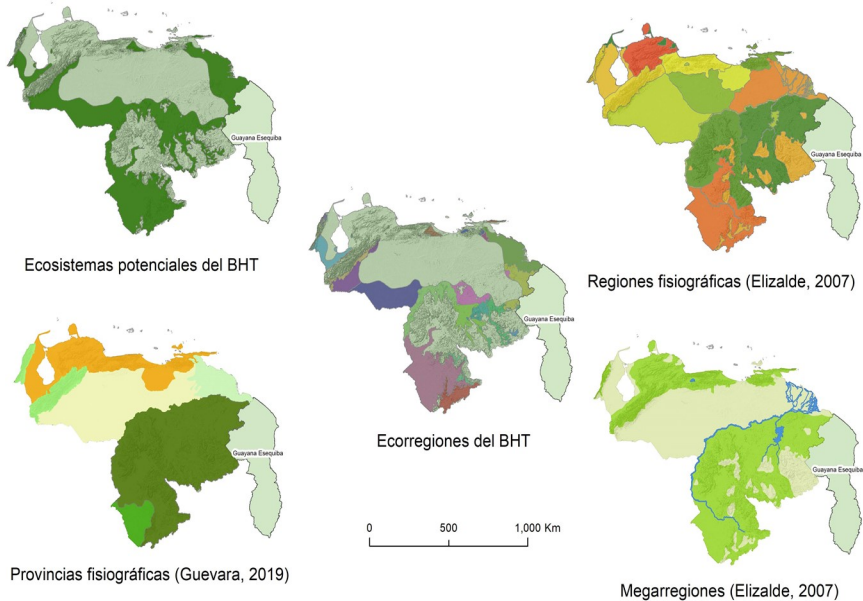 Guayana Esequiba
Ecosistemas potenciales del BHT
Guayana Esequiba
Regiones fisiográficas (Elizalde, 2007)
Guayana Esequiba
Ecorregiones del BHT
Guayana Esequiba
Provincias fisiográficas (Guevara, 2019)
Guayana Esequiba
Megarregiones (Elizalde, 2007)
0 500 1,000 Km